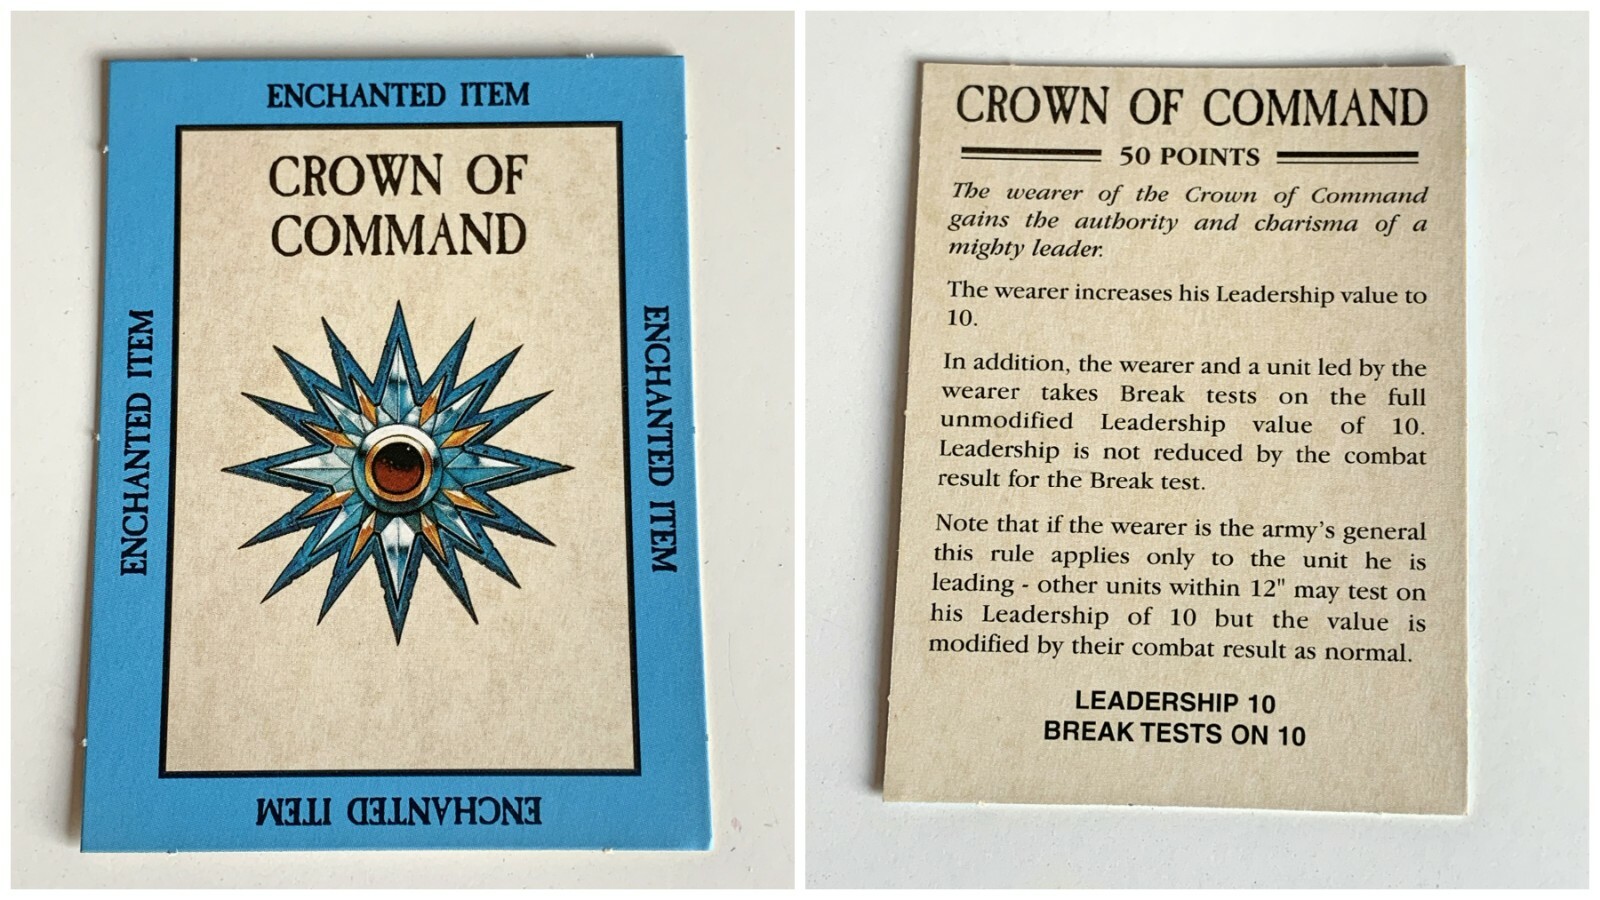 ENCHANTED ITEM
CROWN OF
COMMAND
ENCHANTED ITEM
ENCHANTED ITEM
ENCHANTED ITEM
CROWN OF COMMAND
50 POINTS
The wearer of the Crown of Command
gains the authority and charisma of a
mighty leader.
The wearer increases his Leadership value to
10.
In addition, the wearer and a unit led by the
wearer takes Break tests on the full
unmodified Leadership value of 10.
Leadership is not reduced by the combat
result for the Break test.
Note that if the wearer is the army's general
this rule applies only to the unit he is
leading - other units within 12" may test on
his Leadership of 10 but the value is
modified by their combat result as normal.
LEADERSHIP 10
BREAK TESTS ON 10